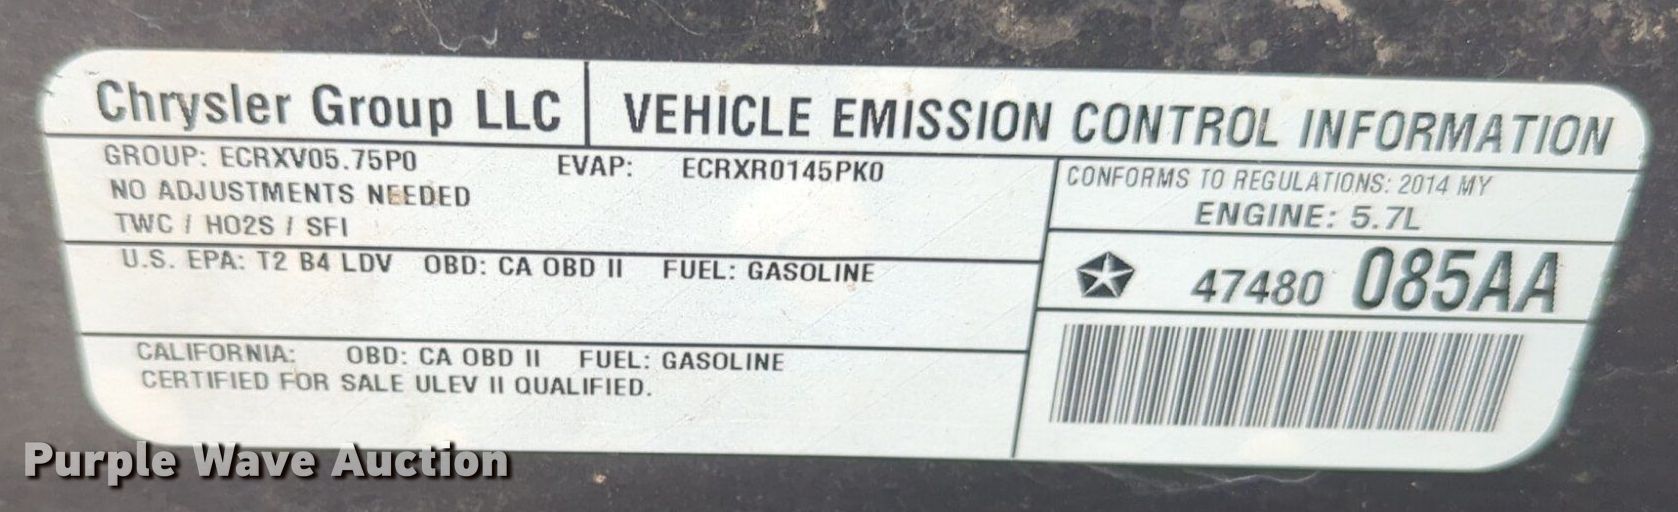 Chrysler Group LLC VEHICLE EMISSION CONTROL INFORMATION
GROUP: ECRXV05.75P0 EVAP: ECRXR0145PK0
NO ADJUSTMENTS NEEDED
TWC / HO2S / SFI
CONFORMS TO REGULATIONS: 2014 MY
ENGINE: 5.7L
U.S. EPA: T2 B4 LDV OBD: CA OBD II FUEL: GASOLINE
47480 085AA
CALIFORNIA: OBD: CA OBD II FUEL: GASOLINE
CERTIFIED FOR SALE ULEV II QUALIFIED.
Purple Wave Auction